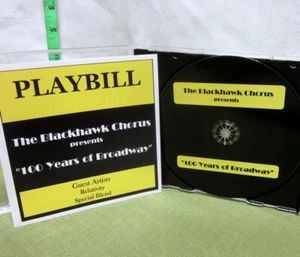 PLAYBILL
The Blackhawk Chorus
presents
"100 Years of Broadway"
Guest Artists
Relativity
Special Blend
The Blackhawk Chorus
presents
"100 Years of Broadway"